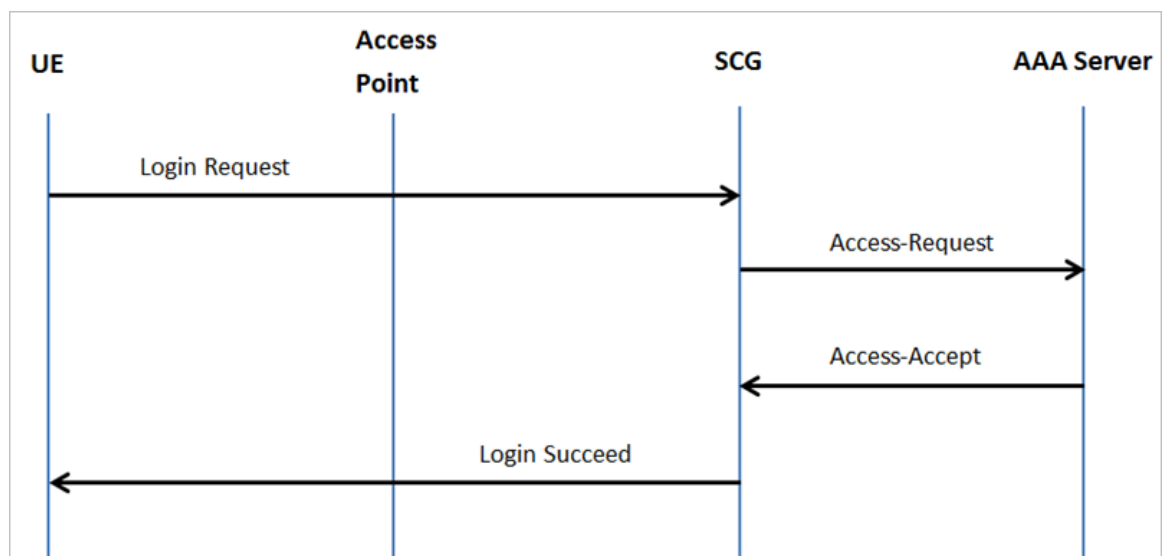 UE
Access
Point
SCG
AAA Server
Login Request
Access-Request
Access-Accept
Login Succeed